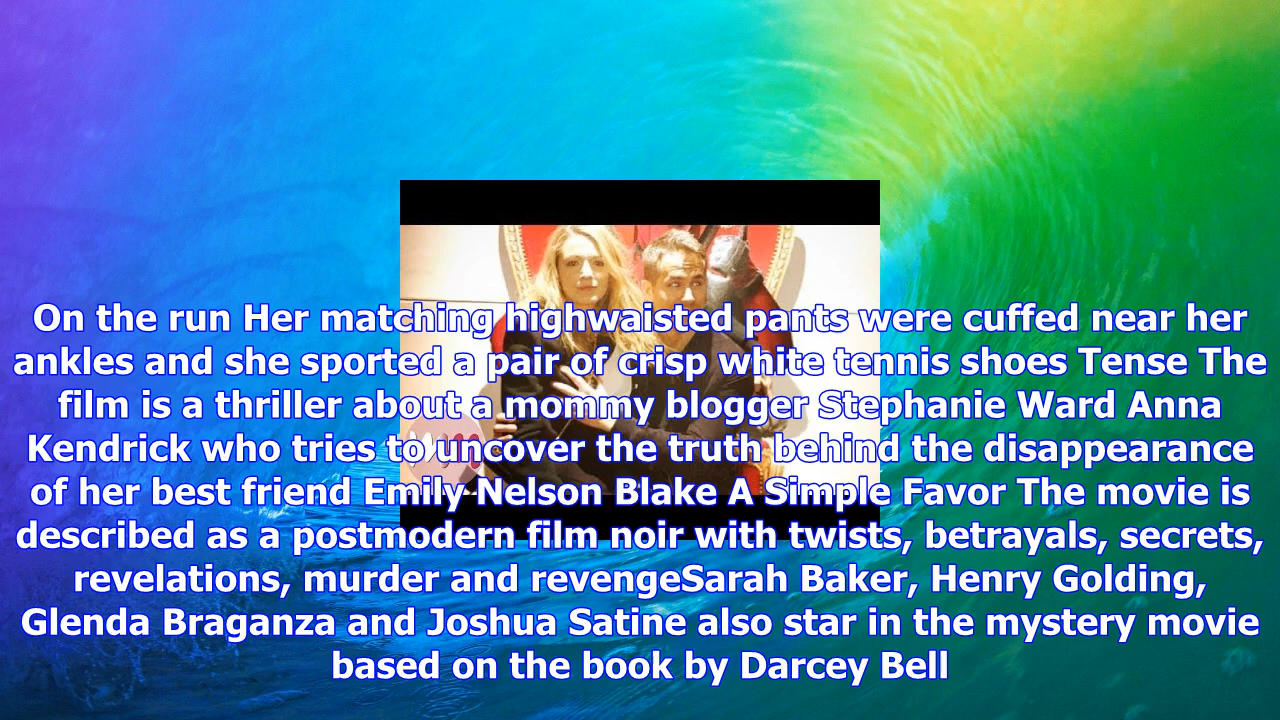 On the run Her matching highwaisted pants were cuffed near her
ankles and she sported a pair of crisp white tennis shoes Tense The
film is a thriller about a mommy blogger Stephanie Ward Anna
Kendrick who tries to uncover the truth behind the disappearance
of her best friend Emily Nelson Blake A Simple Favor The movie is
described as a postmodern film noir with twists, betrayals, secrets,
revelations, murder and revengeSarah Baker, Henry Golding,
Glenda Braganza and Joshua Satine also star in the mystery movie
based on the book by Darcey Bell